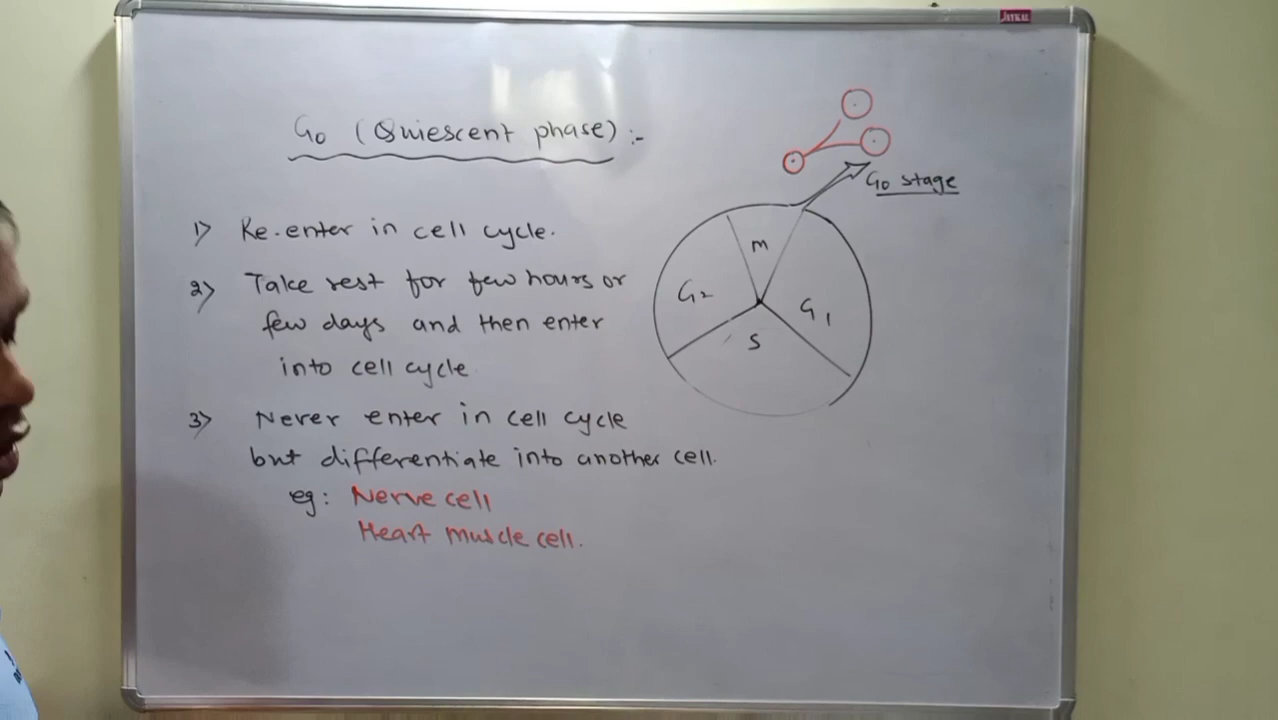 G0 (Quiescent phase) :-
1) Re.enter in cell cycle.
2) Take rest for few hours or
few days and then enter
into cell cycle.
3) Never enter in cell cycle
but differentiate into another cell.
eg: Nerve cell
Heart muscle cell.
G0 stage
M
G2
G1
S